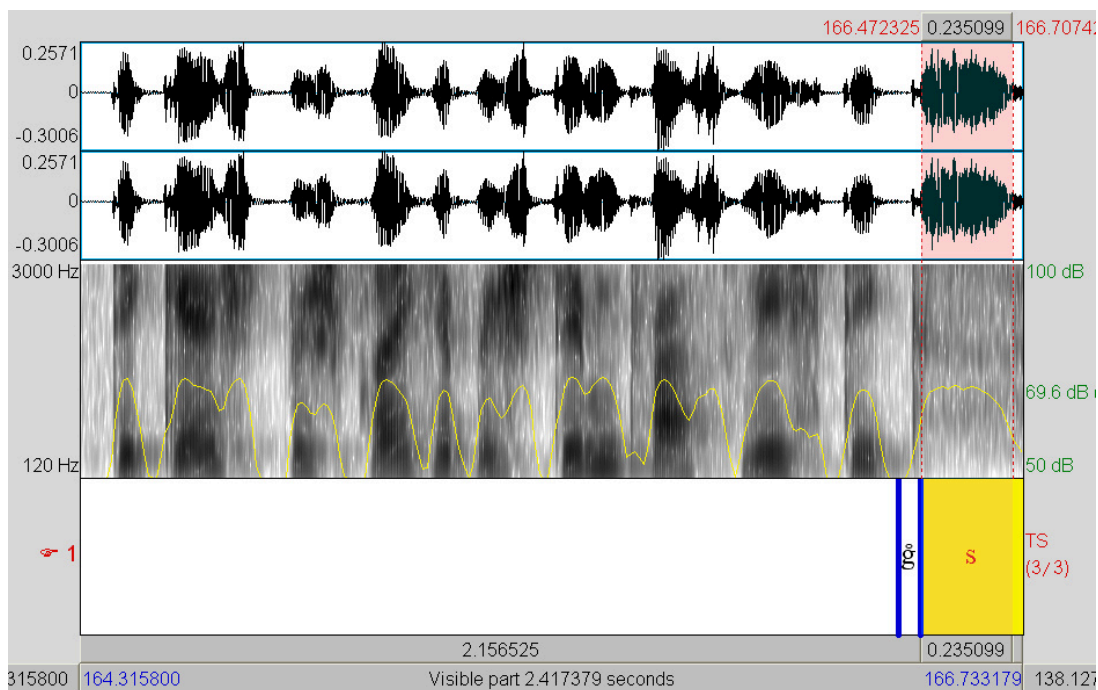 166.472325 0.235099 166.70742
0.2571
0
-0.3006
0.2571
0
-0.3006
3000 Hz 100 dB
69.6 dB
120 Hz 50 dB
☞ 1 g̊ s TS
(3/3)
2.156525 0.235099
.315800 164.315800 Visible part 2.417379 seconds 166.733179 138.127